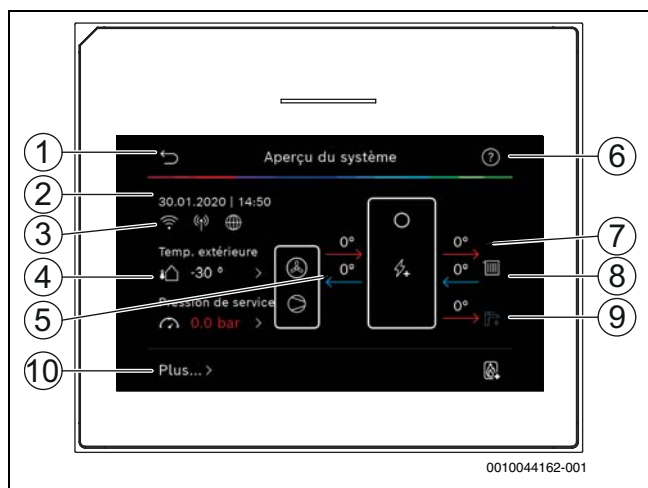 Aperçu du système
30.01.2020 | 14:50
Temp. extérieure
-30 ° >
Pression de service
0.0 bar >
0°
0°
0°
0°
0°
Plus... >
?
1
2
3
4
5
6
7
8
9
10
0010044162-001